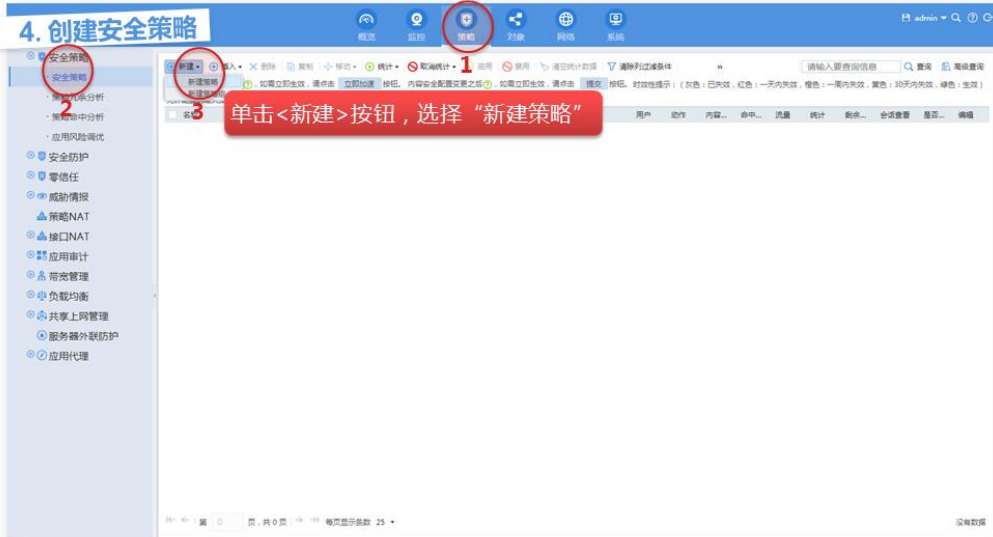 4. 创建安全策略
概览 监控 策略 对象 网络 系统
admin
1
安全策略
安全策略
2
策略命中分析
应用风险调优
安全防护
零信任
威胁情报
策略NAT
接口NAT
应用审计
带宽管理
负载均衡
共享上网管理
服务器外联防护
应用代理
新建 插入 删除 复制 移动 统计 取消统计 启用 禁用 清空统计数据 清除列过滤条件 » 请输入要查询信息 查询 高级查询
新建策略
，如需立即生效，请点击 立即加速 按钮。内容安全配置变更之后 ，如需立即生效，请点击 提交 按钮。时效性提示：（灰色：已失效，红色：一天内失效，橙色：一周内失效，黄色：30天内失效，绿色：生效）
3
单击<新建>按钮，选择“新建策略”
用户 动作 内容... 命中... 流量 统计 剩余... 会话查看 是否... 编辑
第 0 页，共 0 页 每页显示条数 25
没有数据